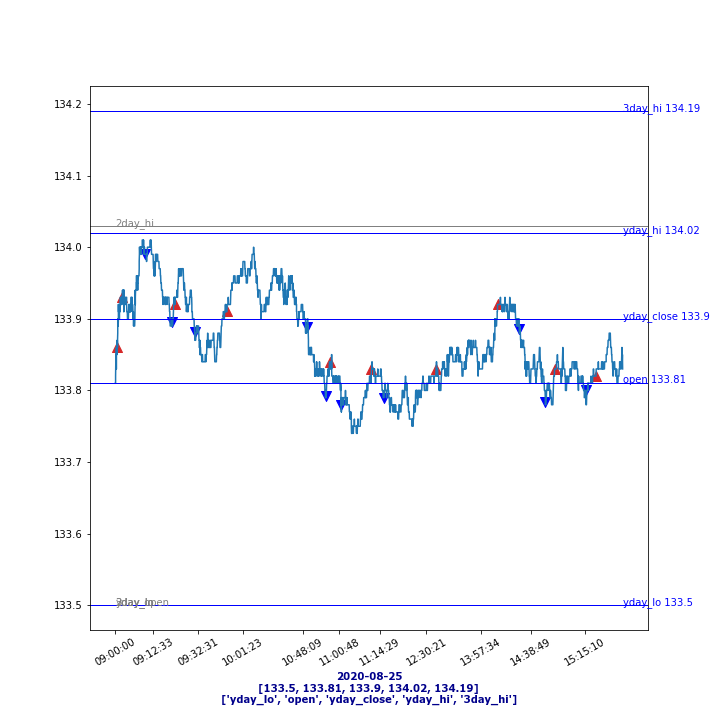 134.2
3day_hi 134.19
134.1
2day_hi
yday_hi 134.02
134.0
133.9
yday_close 133.9
133.8
open 133.81
133.7
133.6
133.5
yday_lo 133.5
09:00:00
09:12:33
09:32:31
10:01:23
10:48:09
11:00:48
11:14:29
12:30:21
13:57:34
14:38:49
15:15:10
2020-08-25
[133.5, 133.81, 133.9, 134.02, 134.19]
['yday_lo', 'open', 'yday_close', 'yday_hi', '3day_hi']